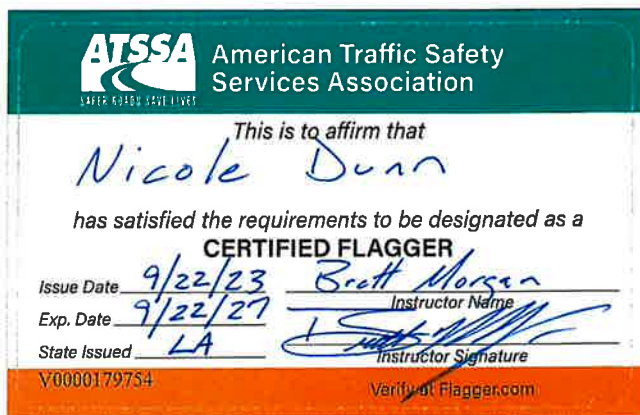 ATSSA
SAFER ROADS SAVE LIVES
American Traffic Safety
Services Association
This is to affirm that
Nicole Dunn
has satisfied the requirements to be designated as a
CERTIFIED FLAGGER
Issue Date 9/22/23
Brett Morgan
Instructor Name
Exp. Date 9/22/27
State Issued LA
Instructor Signature
V0000179754
Verify at Flagger.com